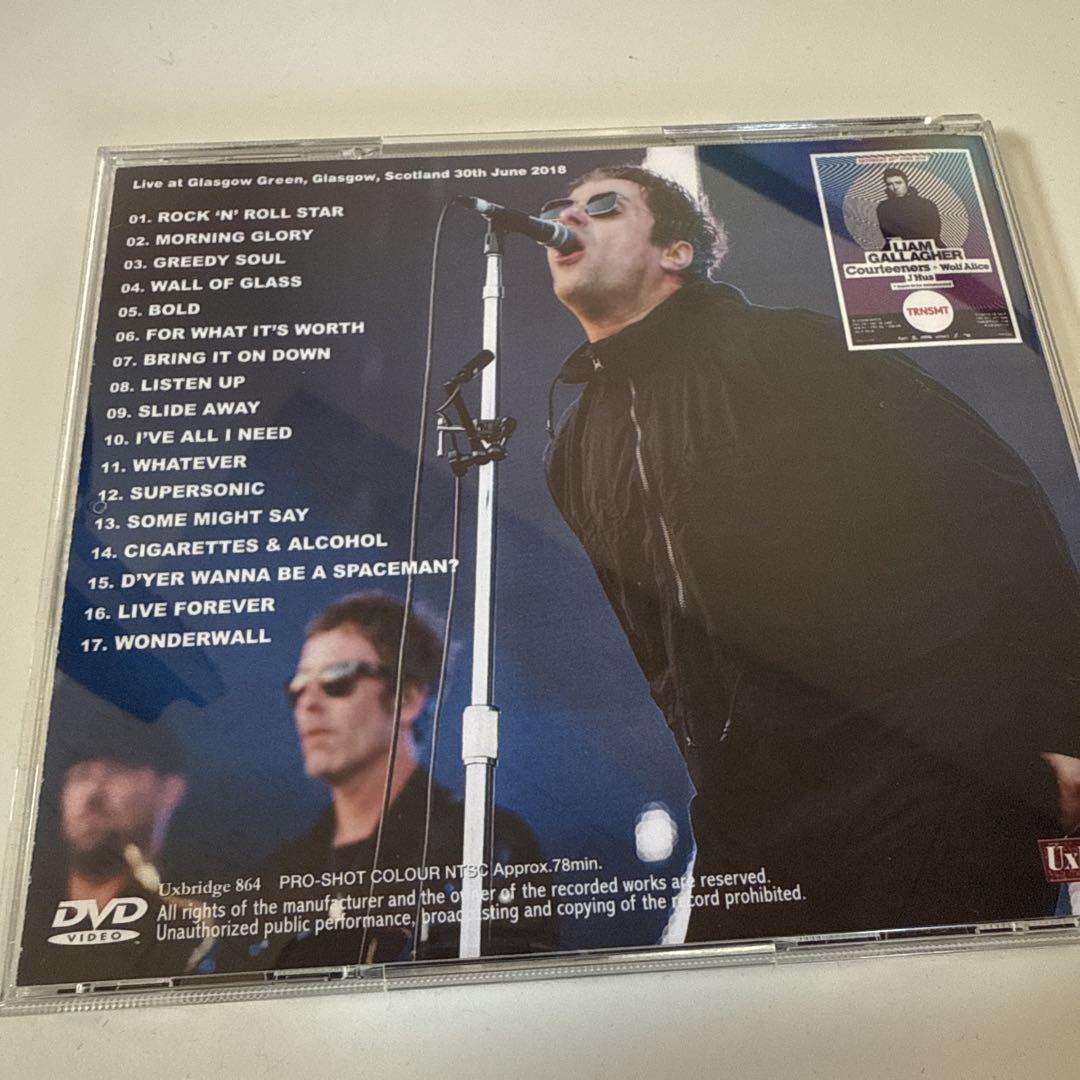 Live at Glasgow Green, Glasgow, Scotland 30th June 2018
01. ROCK ‘N’ ROLL STAR
02. MORNING GLORY
03. GREEDY SOUL
04. WALL OF GLASS
05. BOLD
06. FOR WHAT IT’S WORTH
07. BRING IT ON DOWN
08. LISTEN UP
09. SLIDE AWAY
10. I’VE ALL I NEED
11. WHATEVER
12. SUPERSONIC
13. SOME MIGHT SAY
14. CIGARETTES & ALCOHOL
15. D’YER WANNA BE A SPACEMAN?
16. LIVE FOREVER
17. WONDERWALL
LIAM
GALLAGHER
Courteeners • Wolf Alice
J Hus
TRNSMT
Uxbridge 864 PRO-SHOT COLOUR NTSC Approx.78min.
All rights of the manufacturer and the owner of the recorded works are reserved.
Unauthorized public performance, broadcasting and copying of the record prohibited.
DVD
VIDEO
Ux